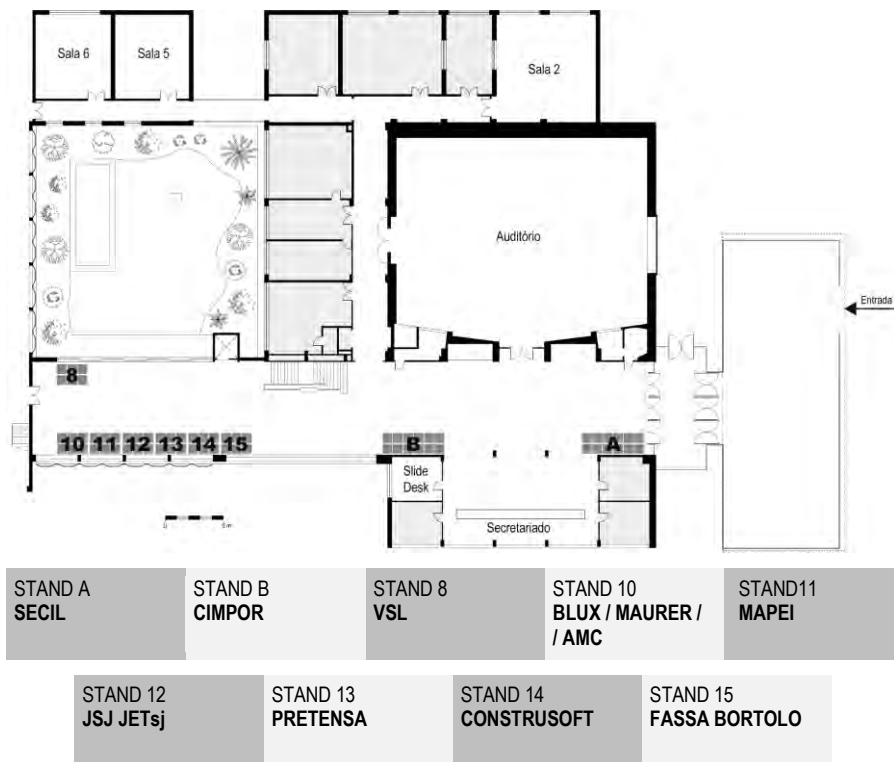 Sala 6
Sala 5
Sala 2
Auditório
Entrada
8
10 11 12 13 14 15
B
A
Slide
Desk
Secretariado
STAND A
SECIL
STAND B
CIMPOR
STAND 8
VSL
STAND 10
BLUX / MAURER /
/ AMC
STAND11
MAPEI
STAND 12
JSJ JETsj
STAND 13
PRETENSA
STAND 14
CONSTRUSOFT
STAND 15
FASSA BORTOLO